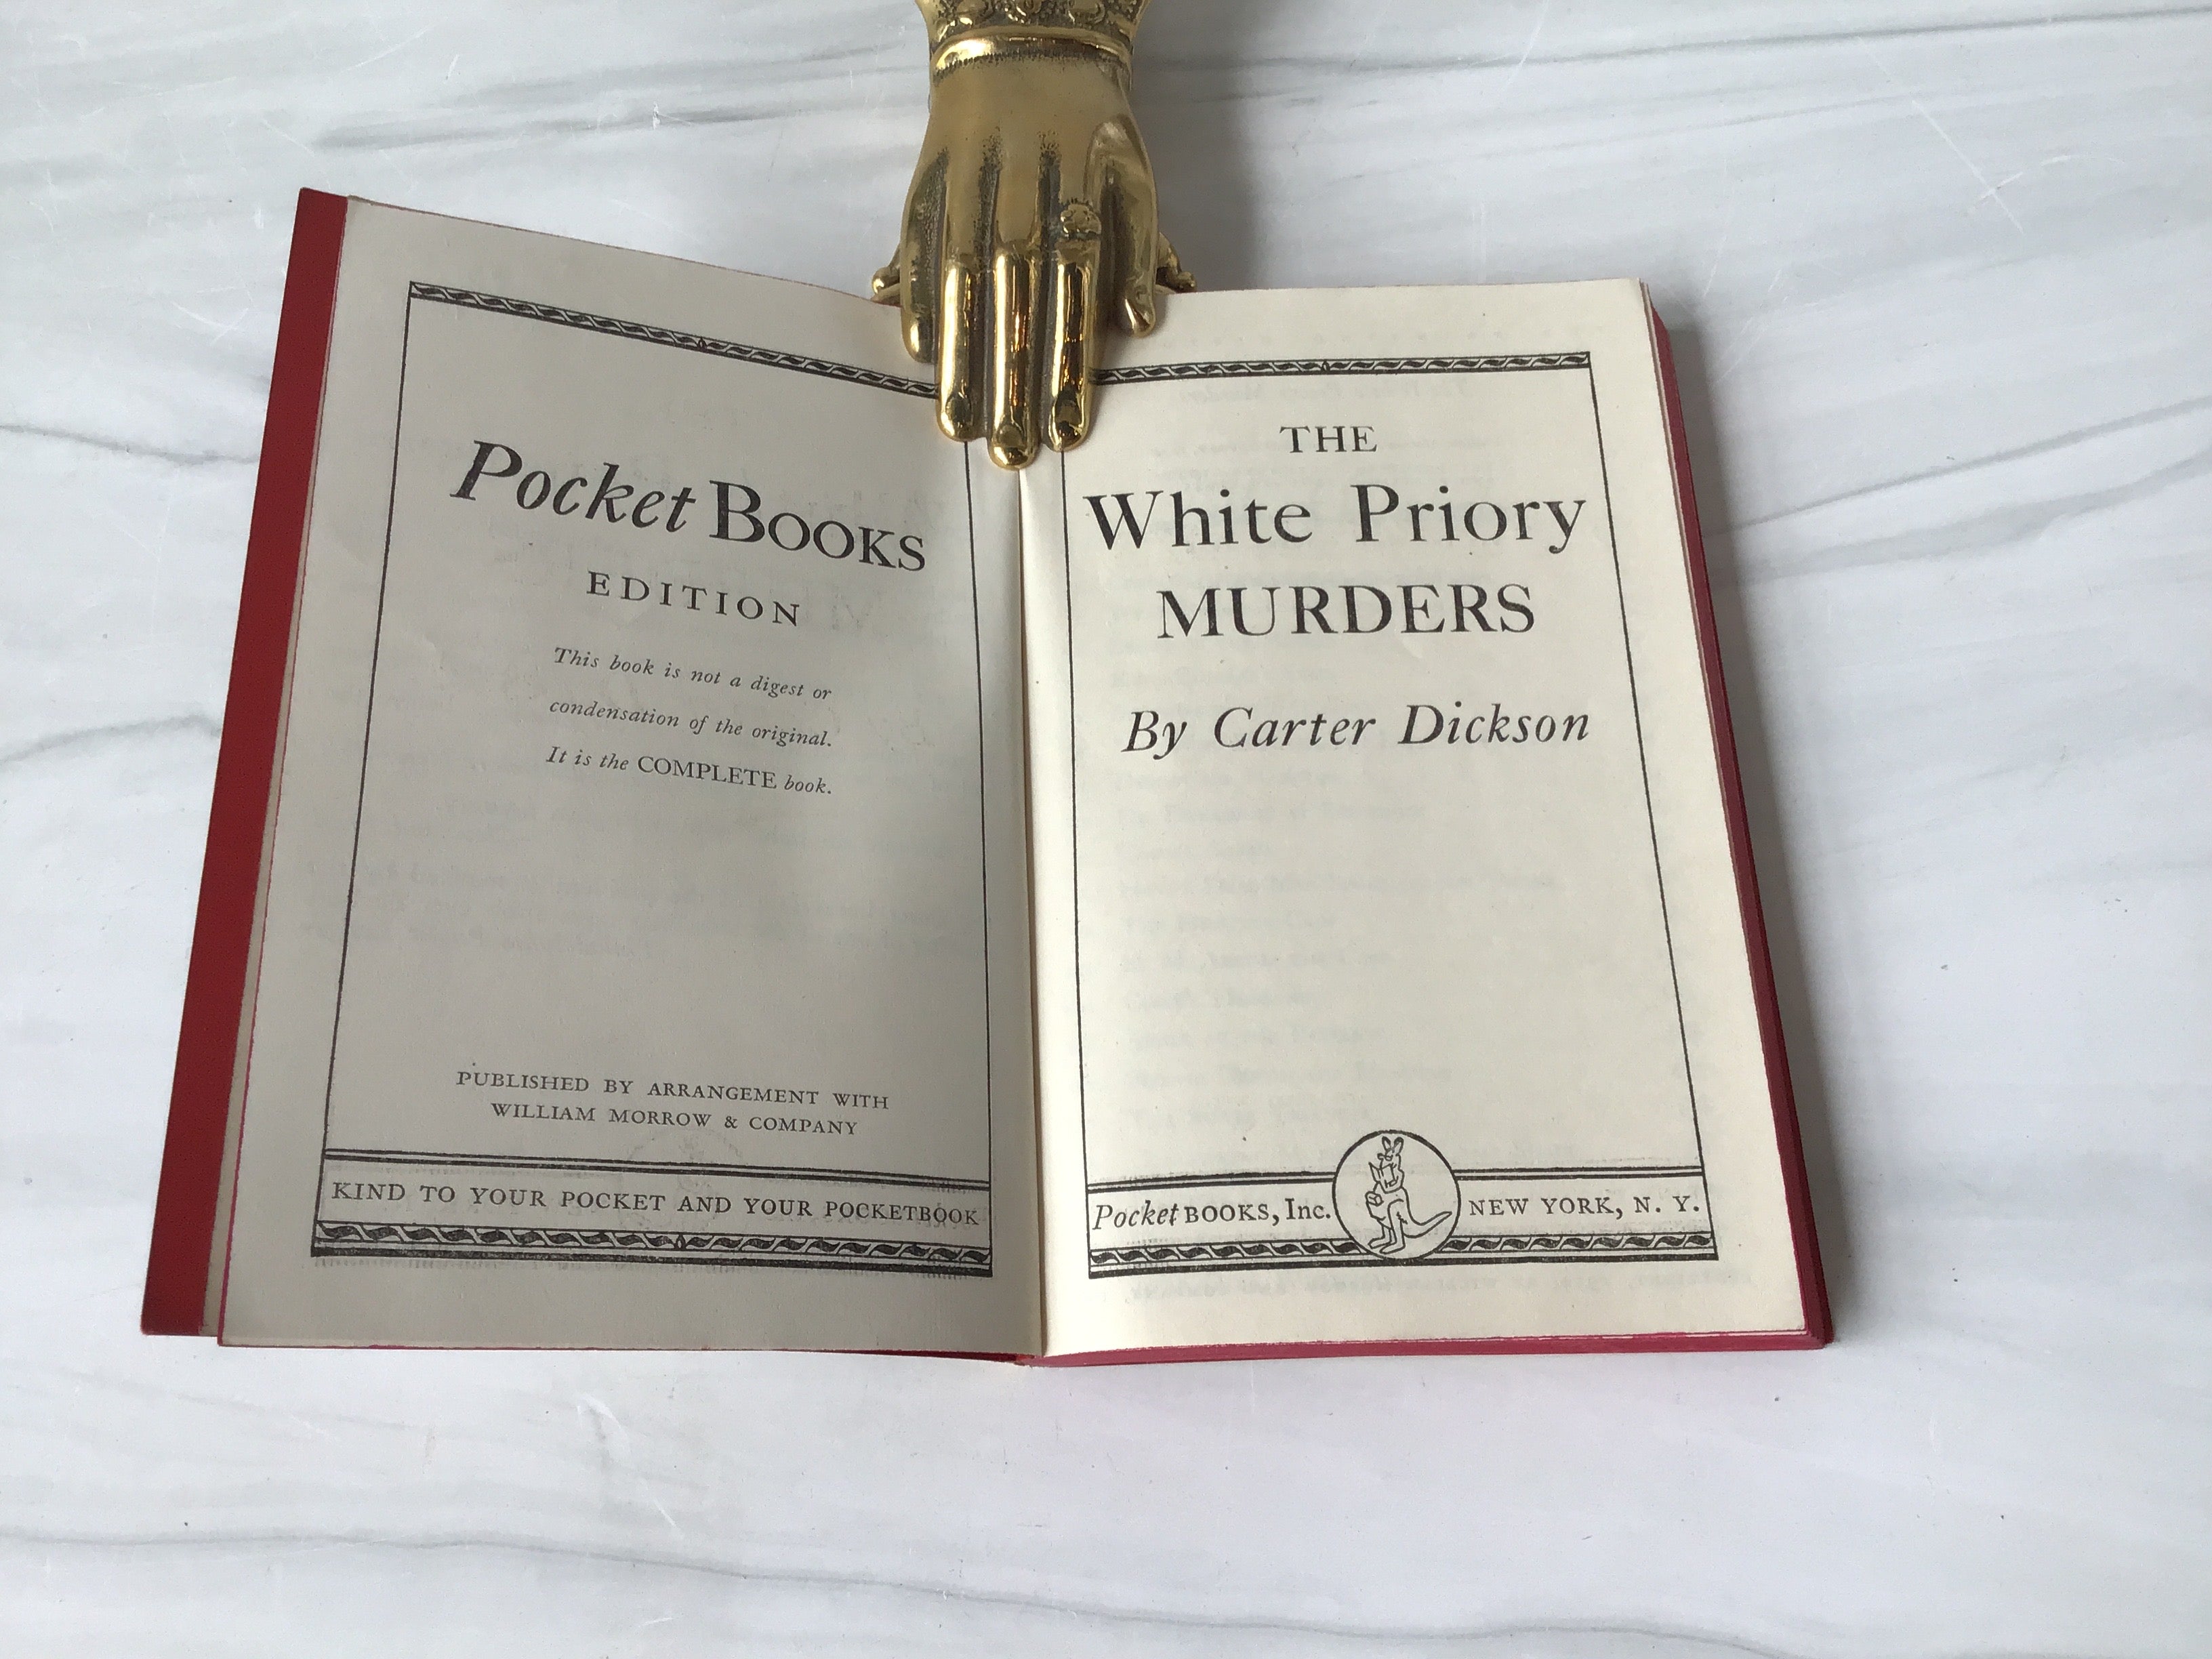 Pocket BOOKS
EDITION
This book is not a digest or
condensation of the original.
It is the COMPLETE book.
PUBLISHED BY ARRANGEMENT WITH
WILLIAM MORROW & COMPANY
KIND TO YOUR POCKET AND YOUR POCKETBOOK
THE
White Priory
MURDERS
By Carter Dickson
Pocket BOOKS, Inc. NEW YORK, N. Y.